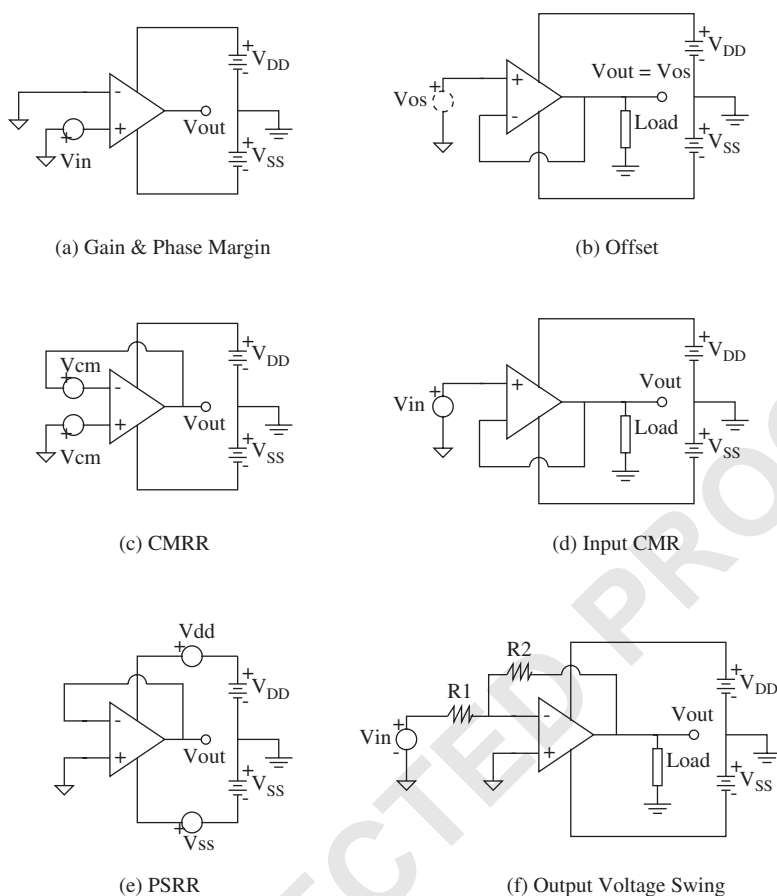 V_DD
Vout
Vin
V_SS
(a) Gain & Phase Margin
V_DD
Vout = Vos
Vos
Load
V_SS
(b) Offset
Vcm
V_DD
Vout
Vcm
V_SS
(c) CMRR
V_DD
Vout
Vin
Load
V_SS
(d) Input CMR
Vdd
V_DD
Vout
V_SS
Vss
(e) PSRR
R2
R1
V_DD
Vout
Vin
Load
V_SS
(f) Output Voltage Swing
ECTED PROO